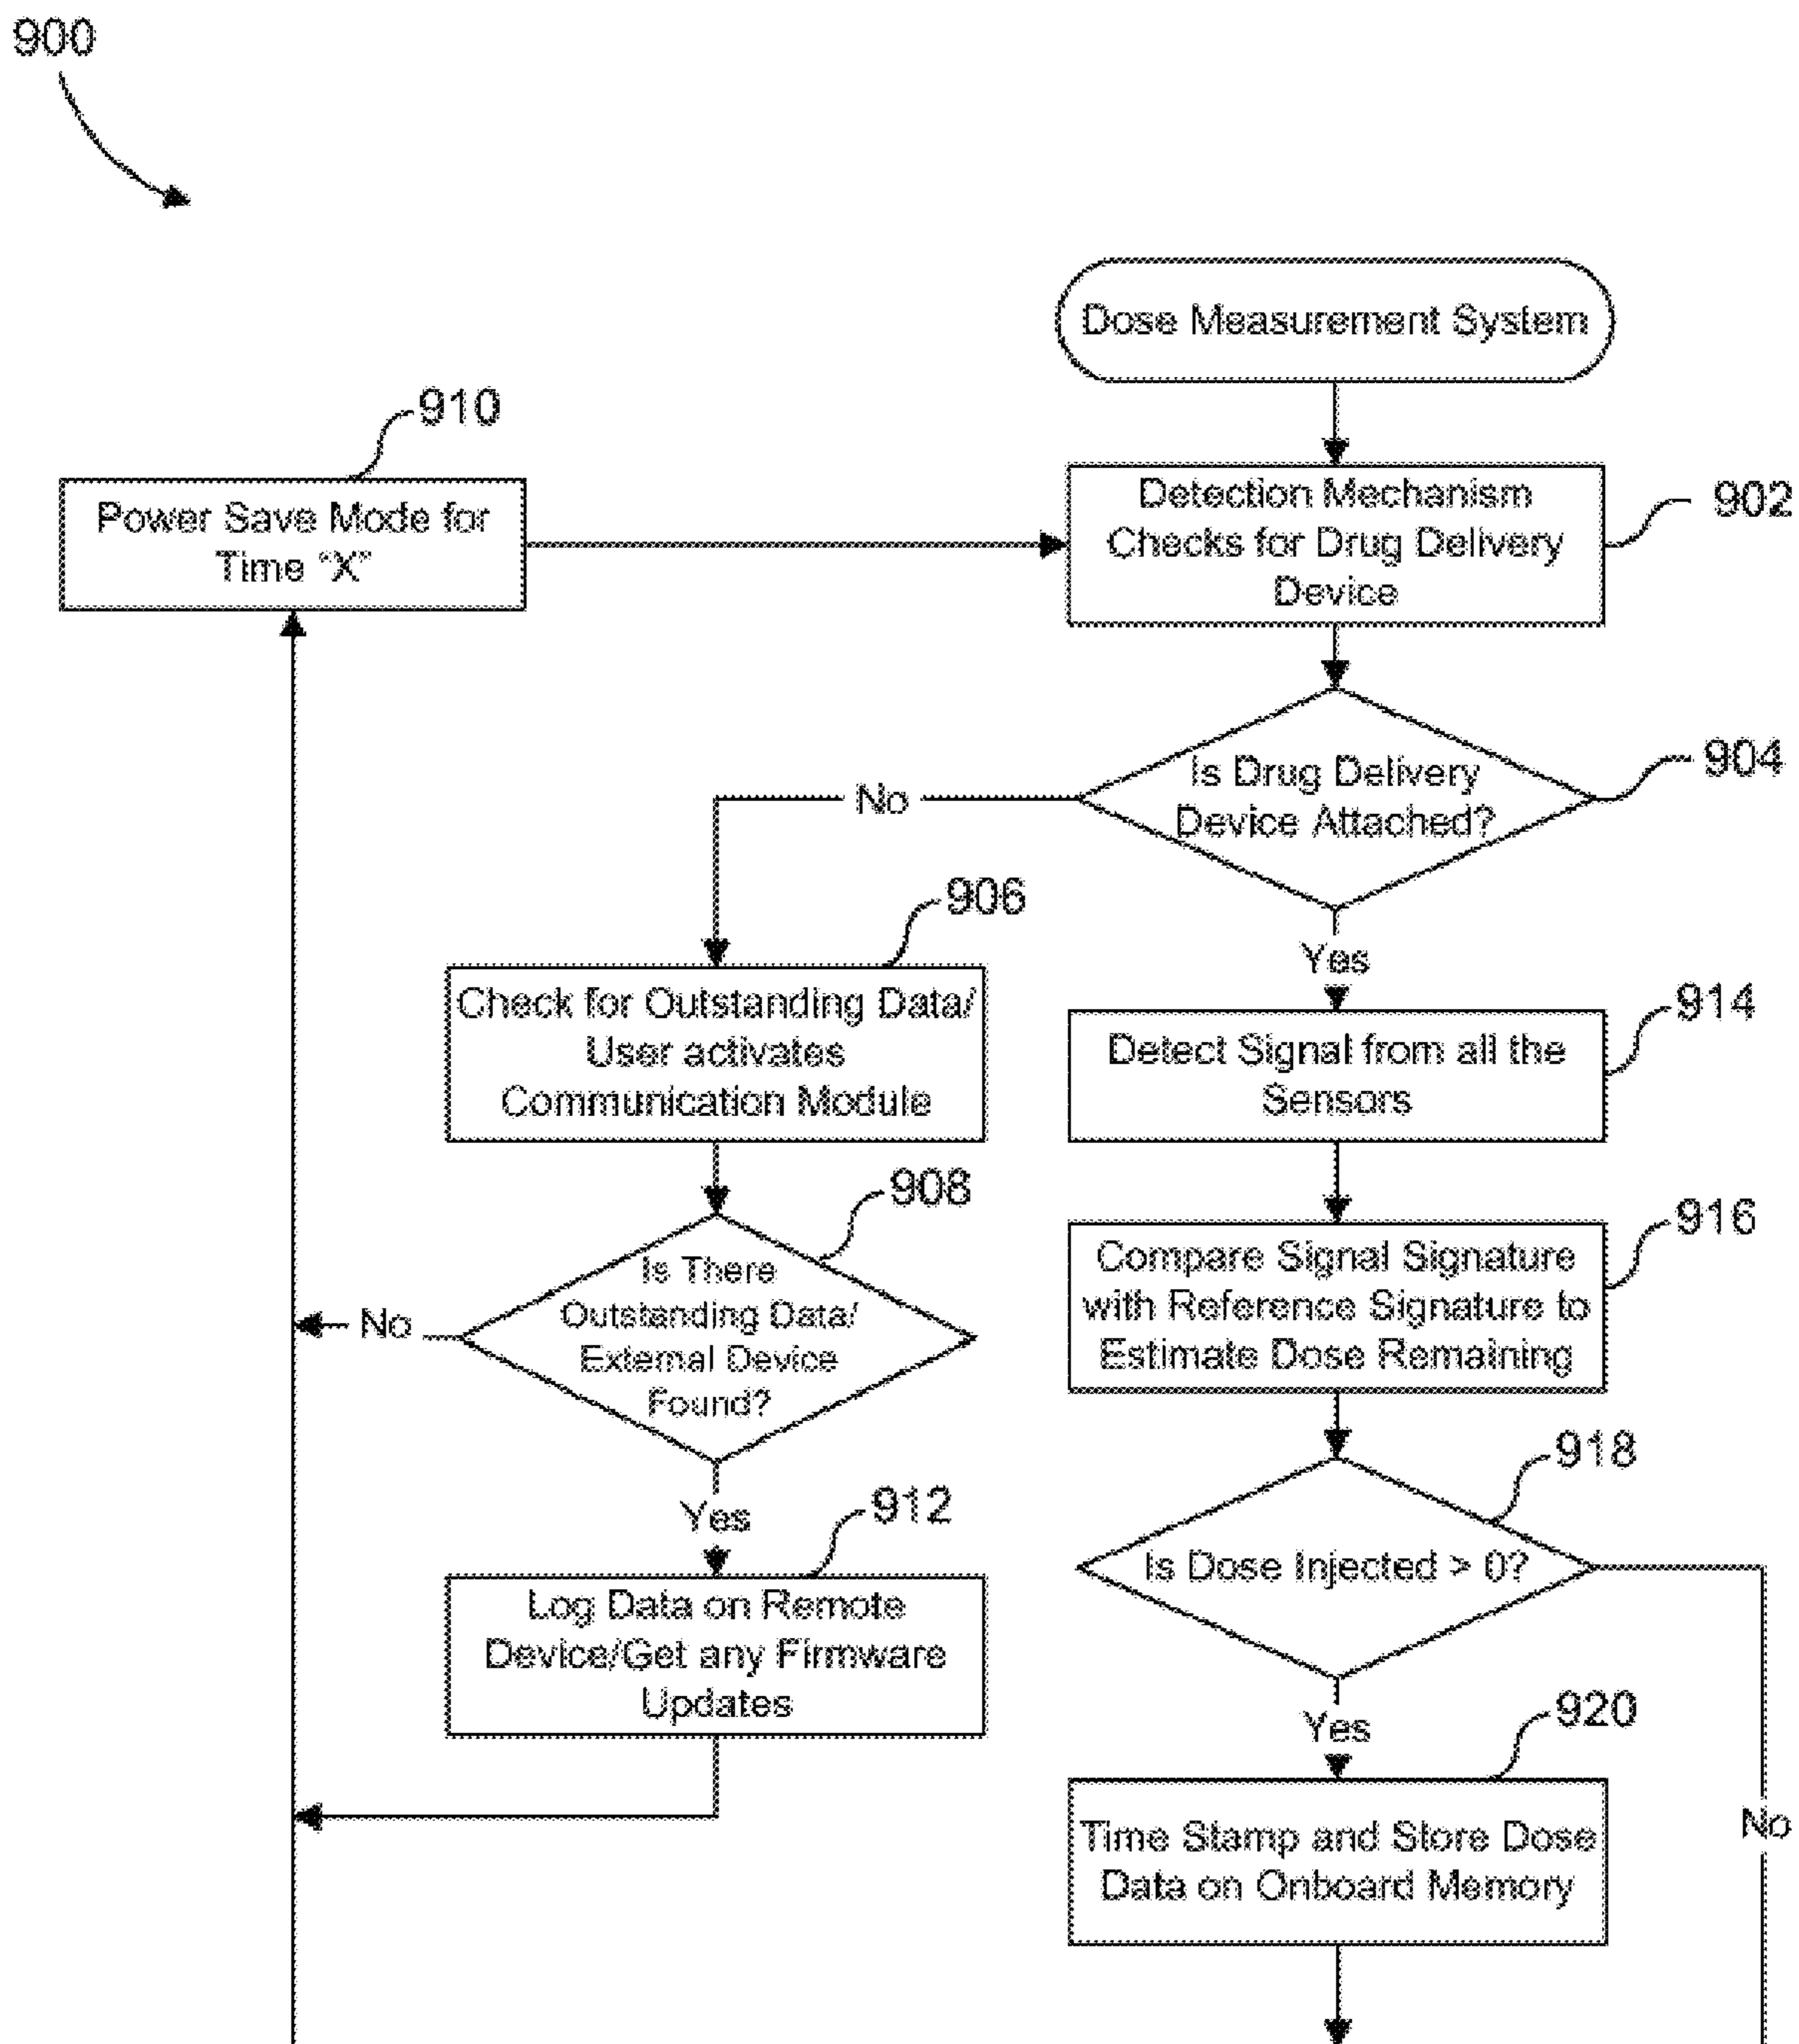 900
Dose Measurement System
910
Power Save Mode for
Time "X"
Detection Mechanism
Checks for Drug Delivery
Device
902
Is Drug Delivery
Device Attached?
904
No
Yes
906
Check for Outstanding Data/
User activates
Communication Module
914
Detect Signal from all the
Sensors
908
Is There
Outstanding Data/
External Device
Found?
No
Yes
916
Compare Signal Signature
with Reference Signature to
Estimate Dose Remaining
912
Log Data on Remote
Device/Get any Firmware
Updates
918
Is Dose Injected > 0?
Yes
No
920
Time Stamp and Store Dose
Data on Onboard Memory